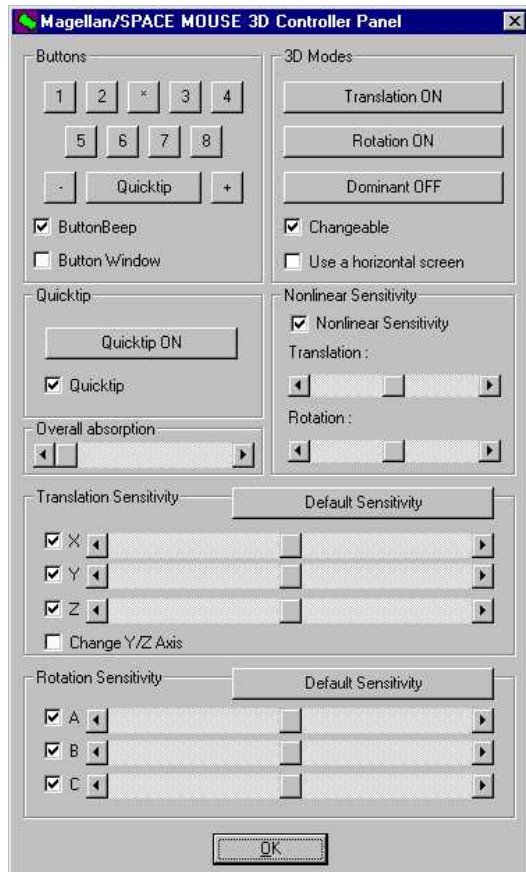 Magellan/SPACE MOUSE 3D Controller Panel
Buttons
1 2 * 3 4
5 6 7 8
- Quicktip +
ButtonBeep
Button Window
3D Modes
Translation ON
Rotation ON
Dominant OFF
Changeable
Use a horizontal screen
Quicktip
Quicktip ON
Quicktip
Nonlinear Sensitivity
Nonlinear Sensitivity
Translation :
Rotation :
Overall absorption
Translation Sensitivity
Default Sensitivity
X
Y
Z
Change Y/Z Axis
Rotation Sensitivity
Default Sensitivity
A
B
C
OK